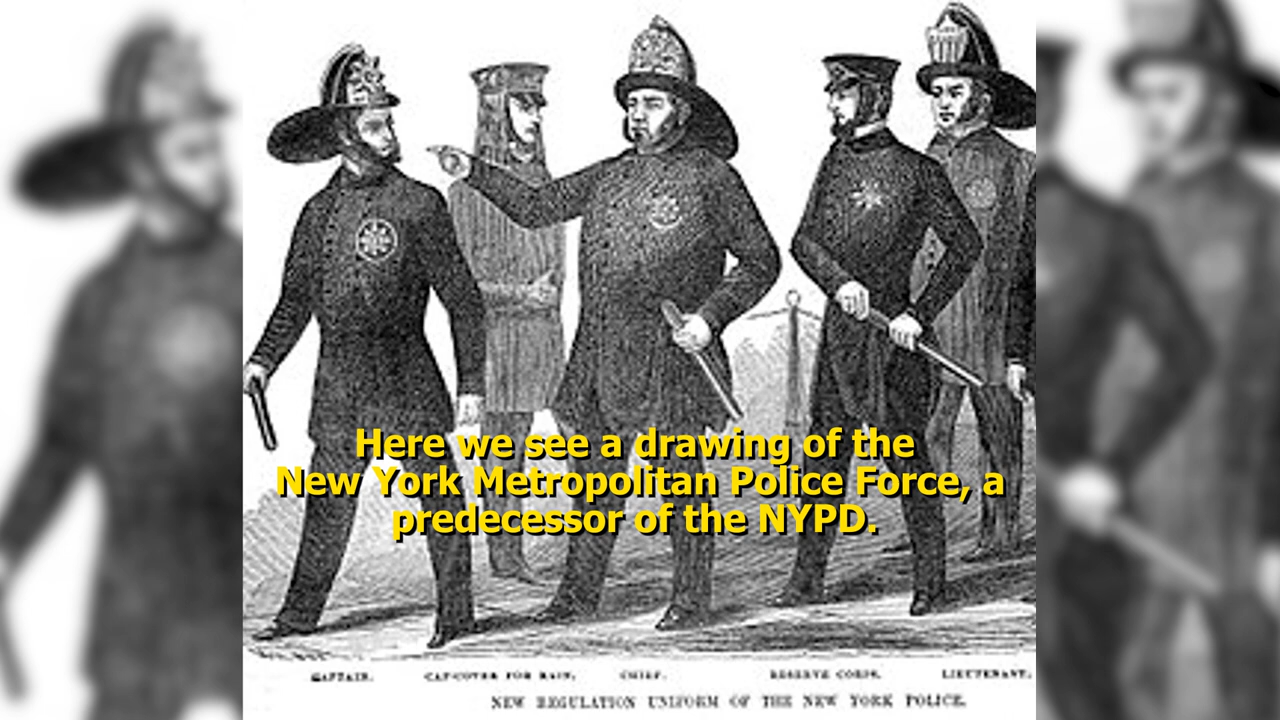 Here we see a drawing of the
New York Metropolitan Police Force, a
predecessor of the NYPD.
CAPTAIN. CAP-COVER FOR RAIN. CHIEF. RESERVE CORPS. LIEUTENANT.
NEW REGULATION UNIFORM OF THE NEW YORK POLICE.